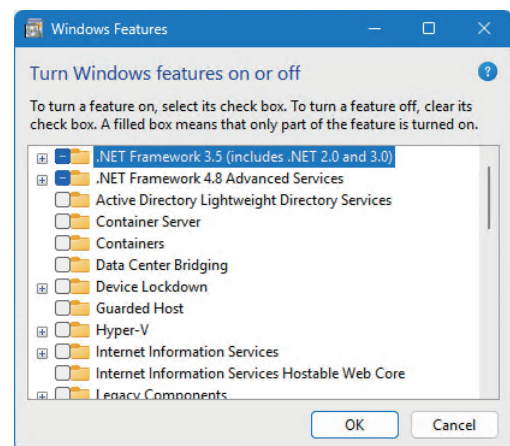 Windows Features
Turn Windows features on or off
?
To turn a feature on, select its check box. To turn a feature off, clear its
check box. A filled box means that only part of the feature is turned on.
.NET Framework 3.5 (includes .NET 2.0 and 3.0)
.NET Framework 4.8 Advanced Services
Active Directory Lightweight Directory Services
Container Server
Containers
Data Center Bridging
Device Lockdown
Guarded Host
Hyper-V
Internet Information Services
Internet Information Services Hostable Web Core
Legacy Components
OK Cancel